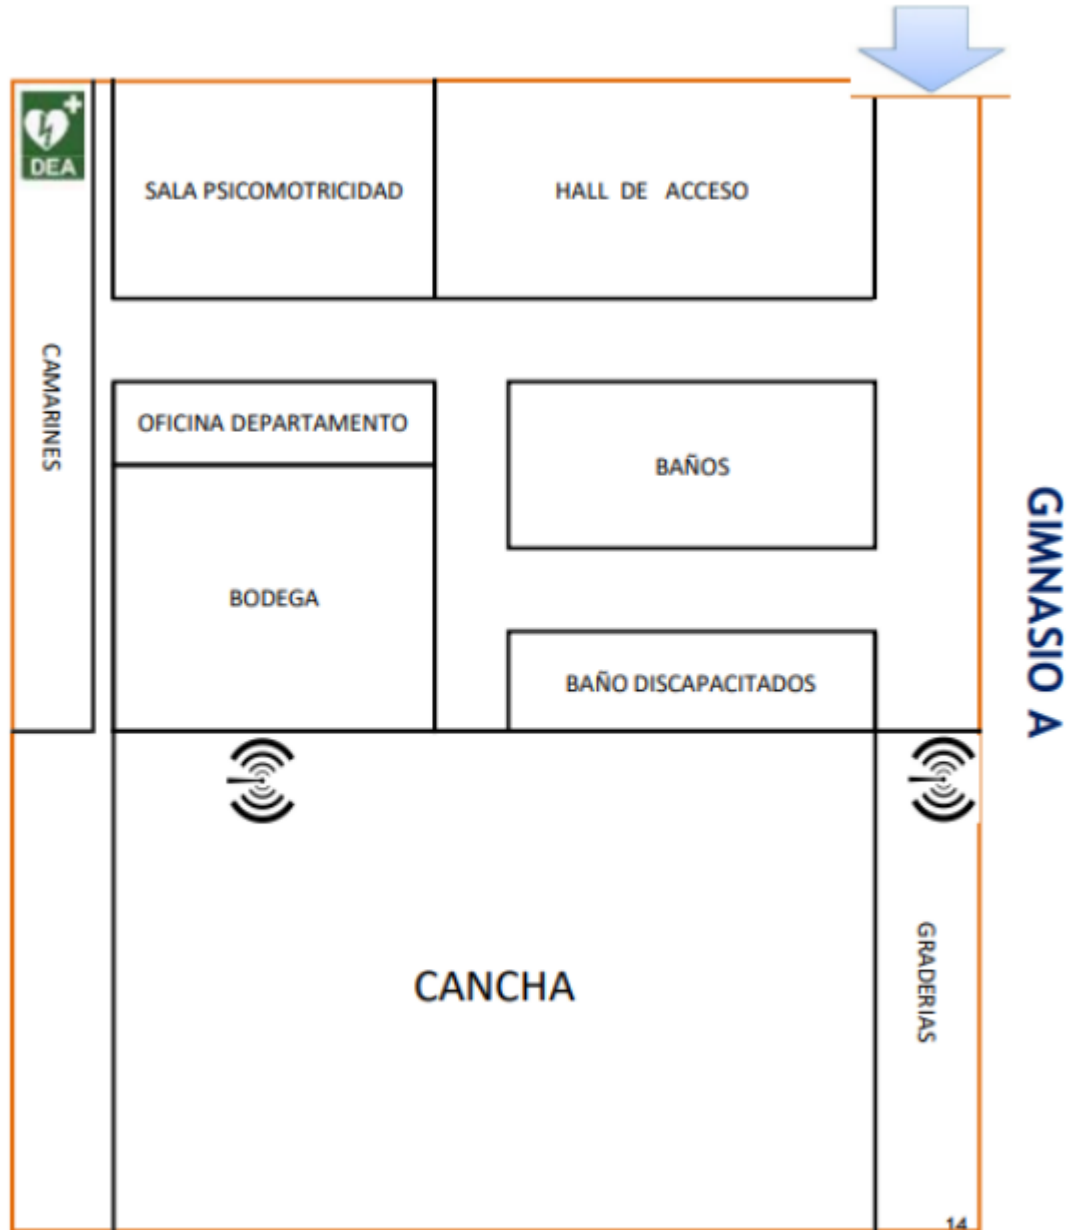 DEA
SALA PSICOMOTRICIDAD
HALL DE ACCESO
CAMARINES
OFICINA DEPARTAMENTO
BAÑOS
BODEGA
GIMNASIO A
BAÑO DISCAPACITADOS
CANCHA
GRADERIAS
14